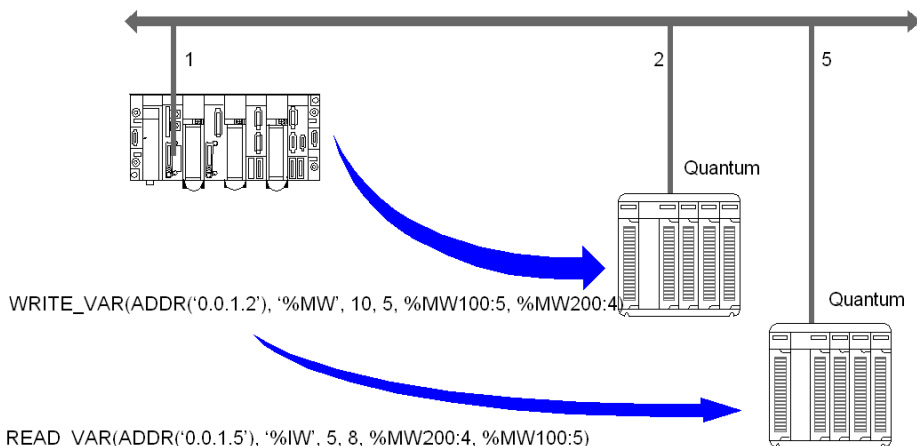 1
2
5
Quantum
WRITE_VAR(ADDR(‘0.0.1.2’), ‘%MW’, 10, 5, %MW100:5, %MW200:4)
Quantum
READ_VAR(ADDR(‘0.0.1.5’), ‘%IW’, 5, 8, %MW200:4, %MW100:5)